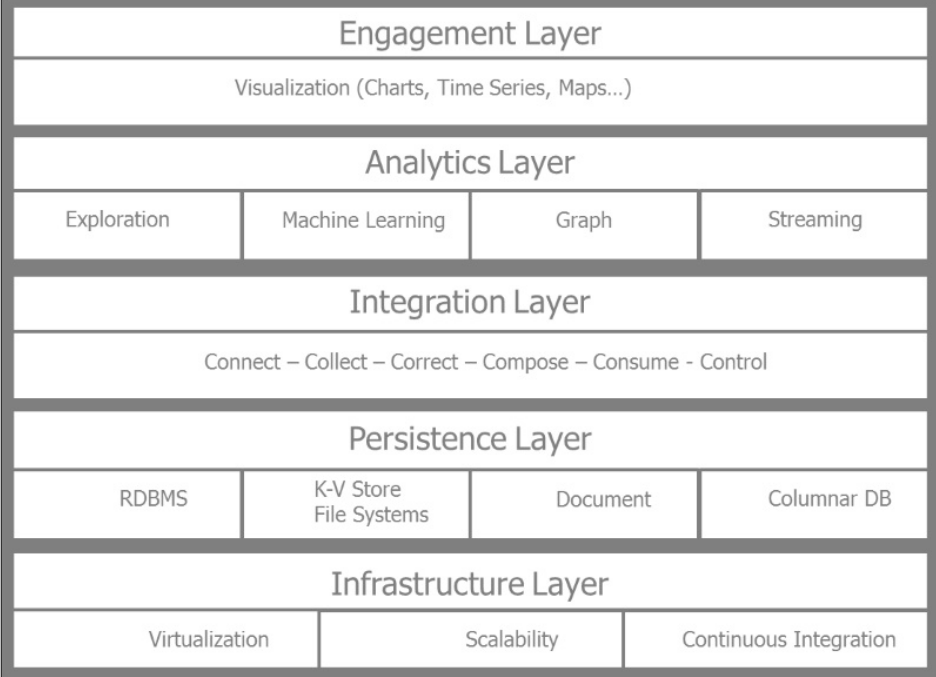 Engagement Layer
Visualization (Charts, Time Series, Maps…)
Analytics Layer
Exploration
Machine Learning
Graph
Streaming
Integration Layer
Connect – Collect – Correct – Compose – Consume - Control
Persistence Layer
RDBMS
K-V Store
File Systems
Document
Columnar DB
Infrastructure Layer
Virtualization
Scalability
Continuous Integration